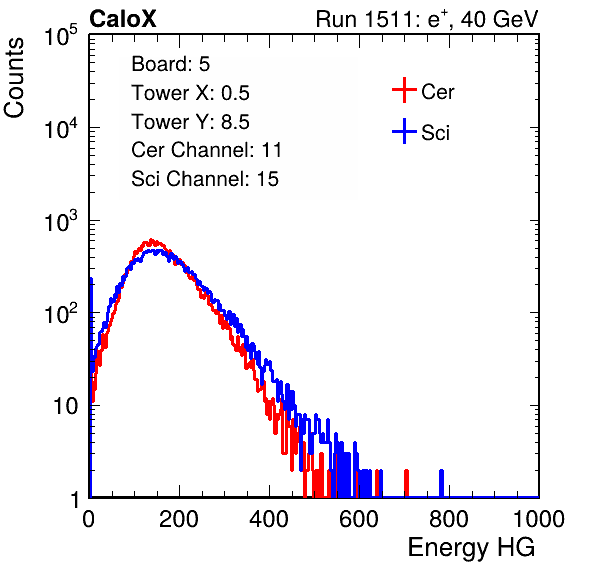 CaloX Run 1511: e⁺, 40 GeV
Counts
Board: 5
Tower X: 0.5
Tower Y: 8.5
Cer Channel: 11
Sci Channel: 15
Cer
Sci
10⁵
10⁴
10³
10²
10
1
0 200 400 600 800 1000
Energy HG